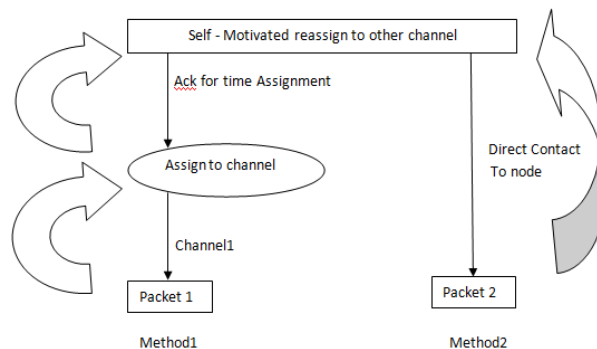 Self - Motivated reassign to other channel
Ack for time Assignment
Assign to channel
Direct Contact
To node
Channel1
Packet 1
Packet 2
Method1
Method2